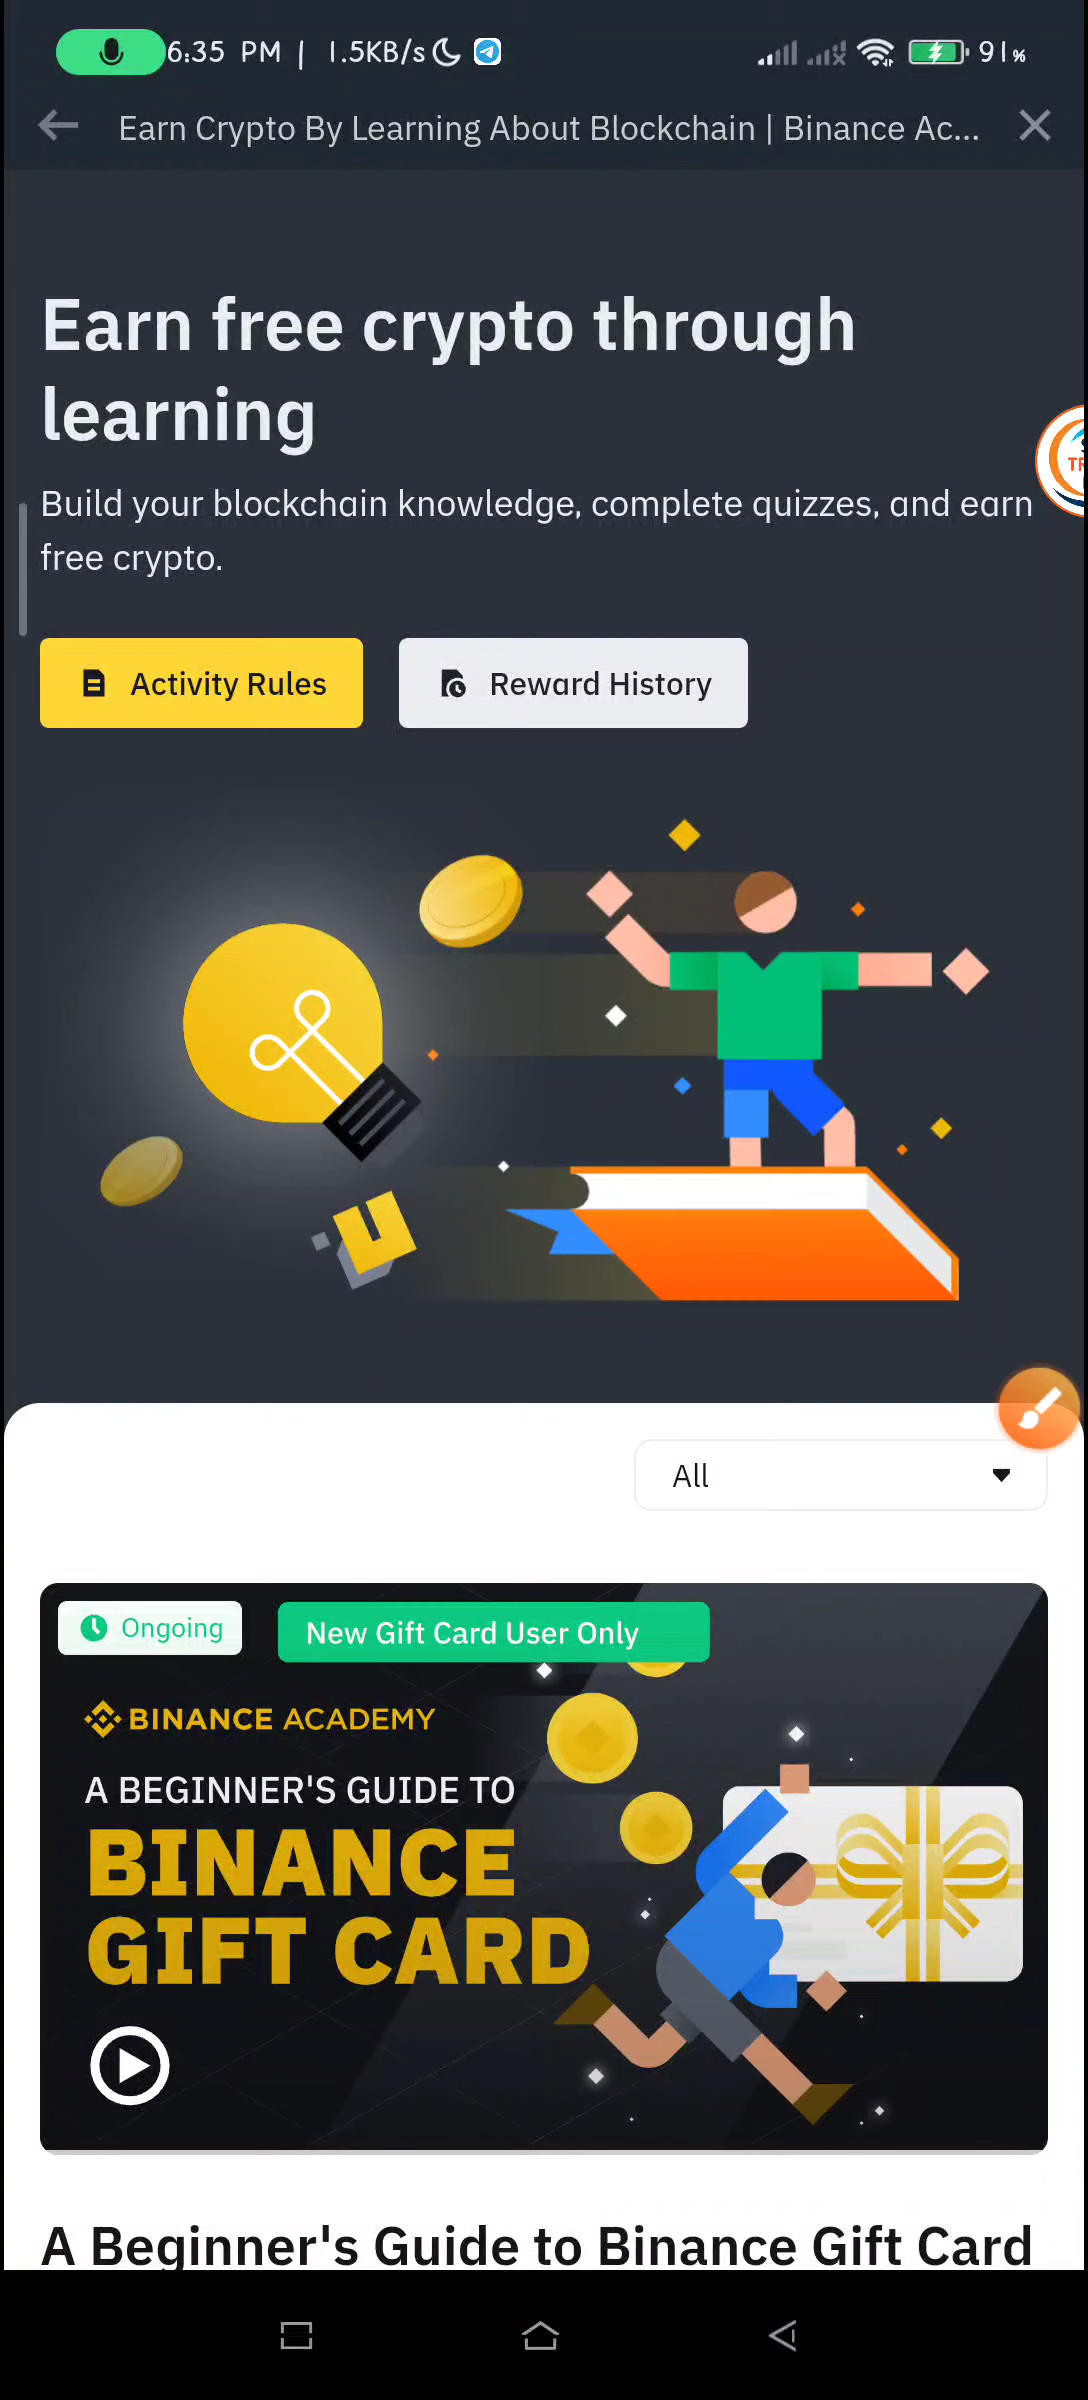 6:35 PM | 1.5KB/s 91%
Earn Crypto By Learning About Blockchain | Binance Ac...
Earn free crypto through
learning
Build your blockchain knowledge, complete quizzes, and earn
free crypto.
Activity Rules Reward History
All
Ongoing New Gift Card User Only
BINANCE ACADEMY
A BEGINNER'S GUIDE TO
BINANCE
GIFT CARD
A Beginner's Guide to Binance Gift Card